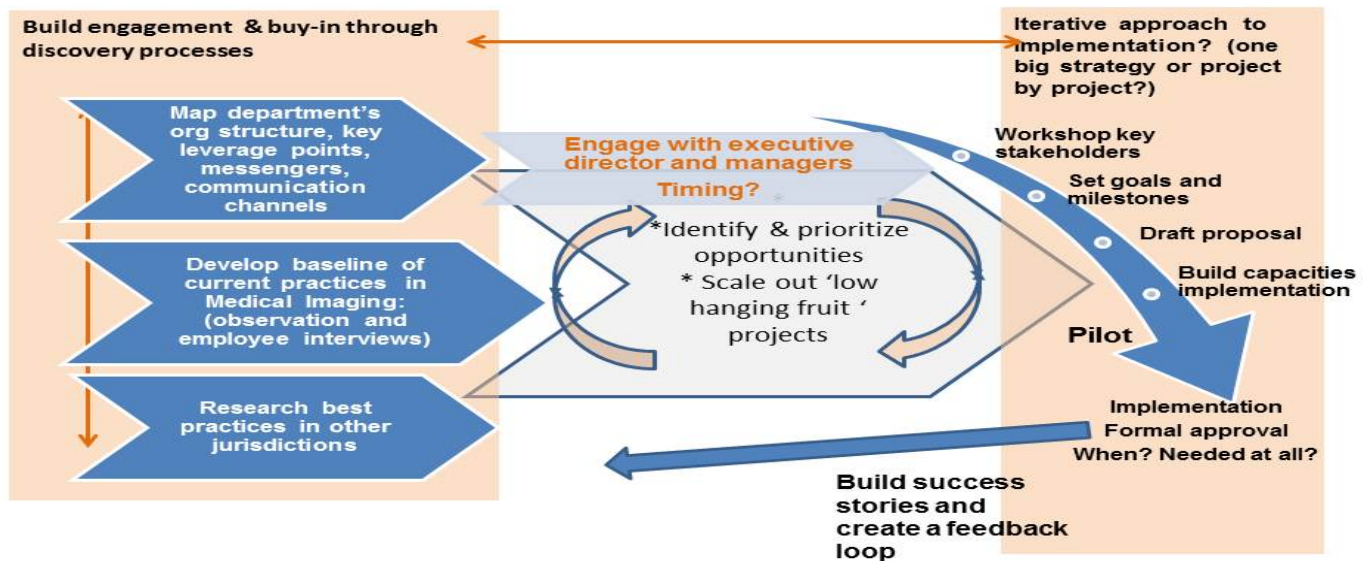 Build engagement & buy-in through
discovery processes
Map department's
org structure, key
leverage points,
messengers,
communication
channels
Develop baseline of
current practices in
Medical Imaging:
(observation and
employee interviews)
Research best
practices in other
jurisdictions
Engage with executive
director and managers
Timing?
*
*Identify & prioritize
opportunities
* Scale out 'low
hanging fruit '
projects
Iterative approach to
implementation? (one
big strategy or project
by project?)
Workshop key
stakeholders
Set goals and
milestones
Draft proposal
Build capacities
implementation
Pilot
Implementation
Formal approval
When? Needed at all?
Build success
stories and
create a feedback
loop